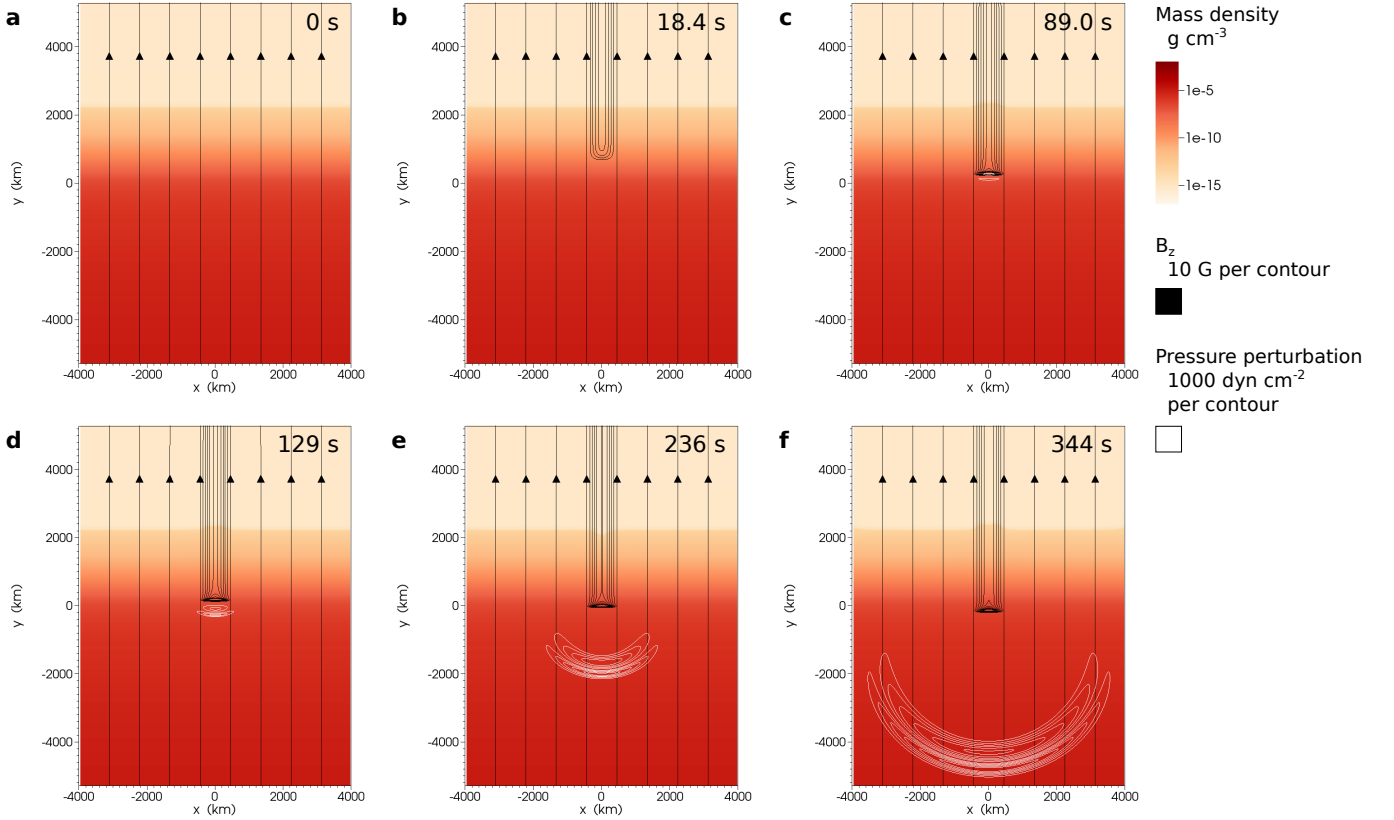 a
0 s
4000
2000
0
-2000
-4000
y (km)
-4000 -2000 0 2000 4000
x (km)
b
18.4 s
4000
2000
0
-2000
-4000
y (km)
-4000 -2000 0 2000 4000
x (km)
c
89.0 s
4000
2000
0
-2000
-4000
y (km)
-4000 -2000 0 2000 4000
x (km)
Mass density
g cm⁻³
1e-5
1e-10
1e-15
B_z
10 G per contour
Pressure perturbation
1000 dyn cm⁻²
per contour
d
129 s
4000
2000
0
-2000
-4000
y (km)
-4000 -2000 0 2000 4000
x (km)
e
236 s
4000
2000
0
-2000
-4000
y (km)
-4000 -2000 0 2000 4000
x (km)
f
344 s
4000
2000
0
-2000
-4000
y (km)
-4000 -2000 0 2000 4000
x (km)